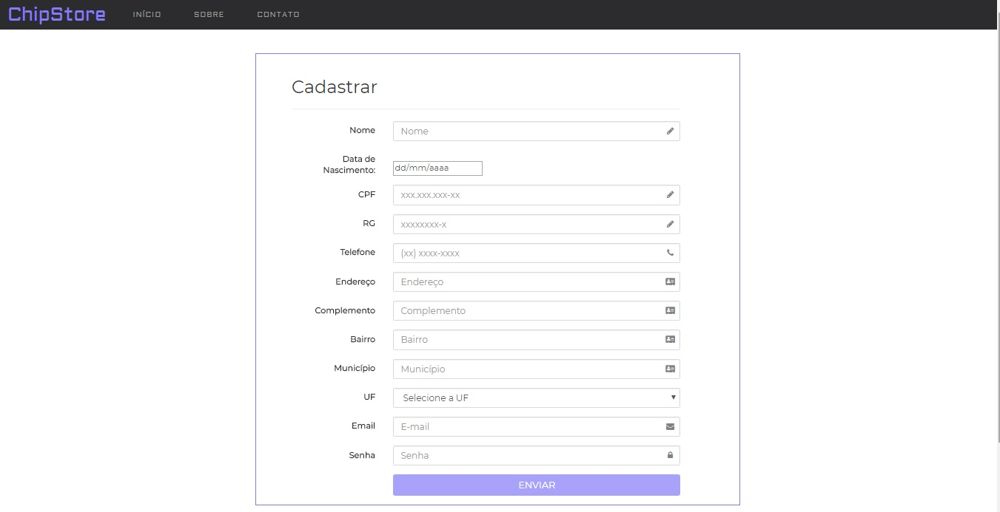 ChipStore INÍCIO SOBRE CONTATO
Cadastrar
Nome Nome
Data de
Nascimento: dd/mm/aaaa
CPF xxx.xxx.xxx-xx
RG xxxxxxxx-x
Telefone (xx) xxxx-xxxx
Endereço Endereço
Complemento Complemento
Bairro Bairro
Município Município
UF Selecione a UF
Email E-mail
Senha Senha
ENVIAR